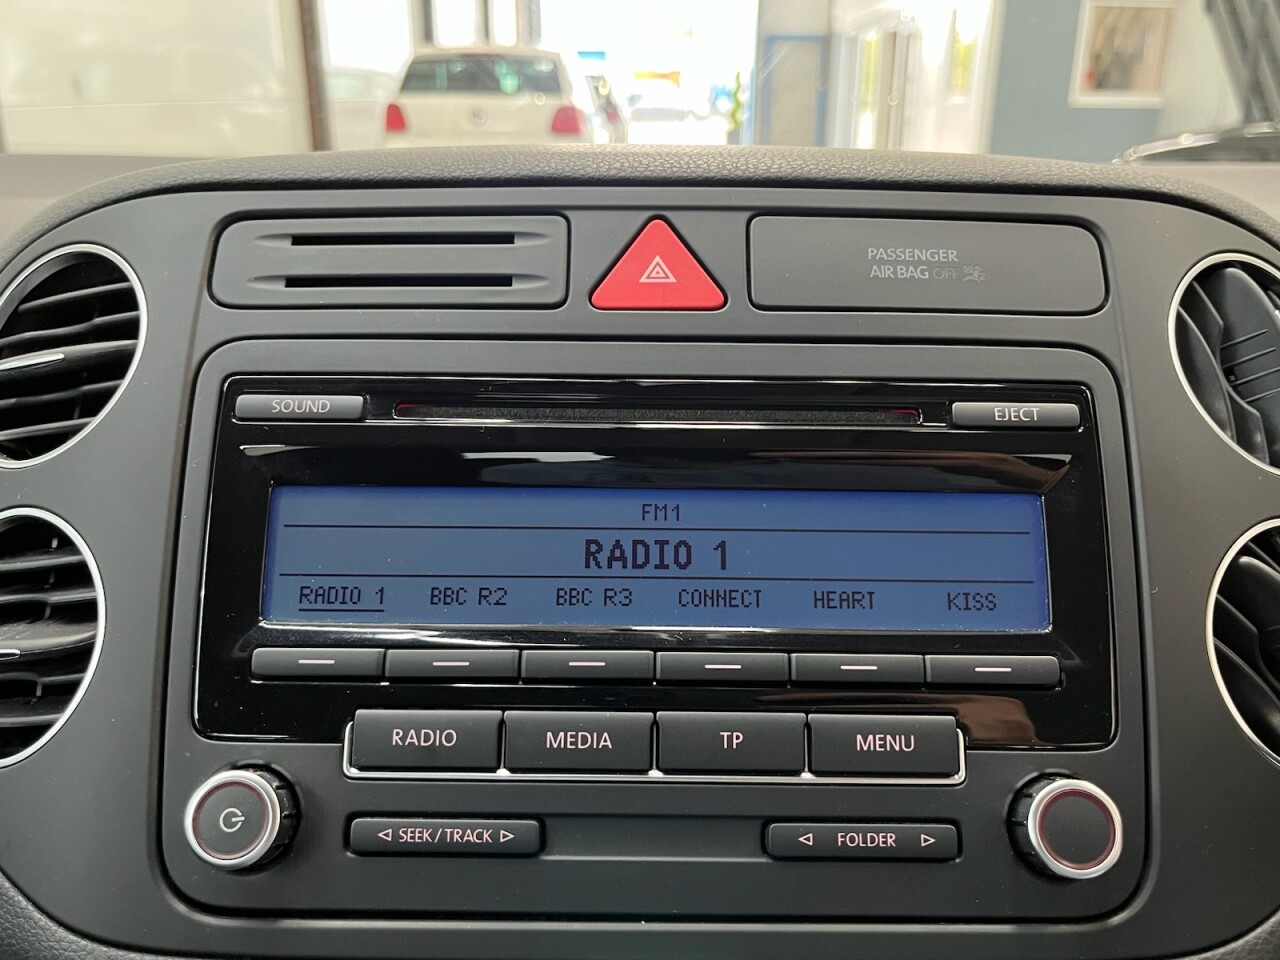 PASSENGER
AIR BAG OFF
SOUND
EJECT
FM1
RADIO 1
RADIO 1 BBC R2 BBC R3 CONNECT HEART KISS
RADIO MEDIA TP MENU
SEEK/TRACK
FOLDER